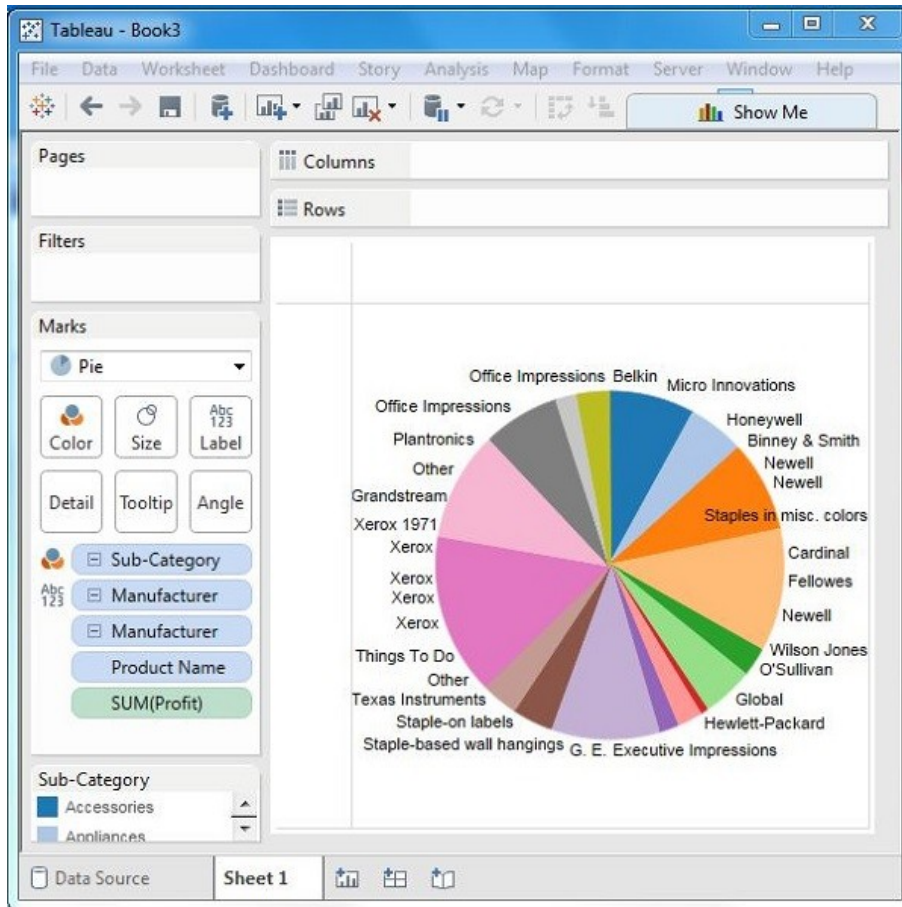 Tableau - Book3
File Data Worksheet Dashboard Story Analysis Map Format Server Window Help
Show Me
Pages
Columns
Rows
Filters
Marks
Pie
Color
Size
Abc
123
Label
Detail
Tooltip
Angle
Sub-Category
Abc
123
Manufacturer
Manufacturer
Product Name
SUM(Profit)
Office Impressions
Belkin
Micro Innovations
Office Impressions
Honeywell
Plantronics
Binney & Smith
Other
Newell
Newell
Grandstream
Staples in misc. colors
Xerox 1971
Xerox
Cardinal
Xerox
Fellowes
Xerox
Xerox
Newell
Things To Do
Wilson Jones
Other
O'Sullivan
Texas Instruments
Global
Staple-on labels
Hewlett-Packard
Staple-based wall hangings
G. E. Executive Impressions
Sub-Category
Accessories
Appliances
Data Source
Sheet 1